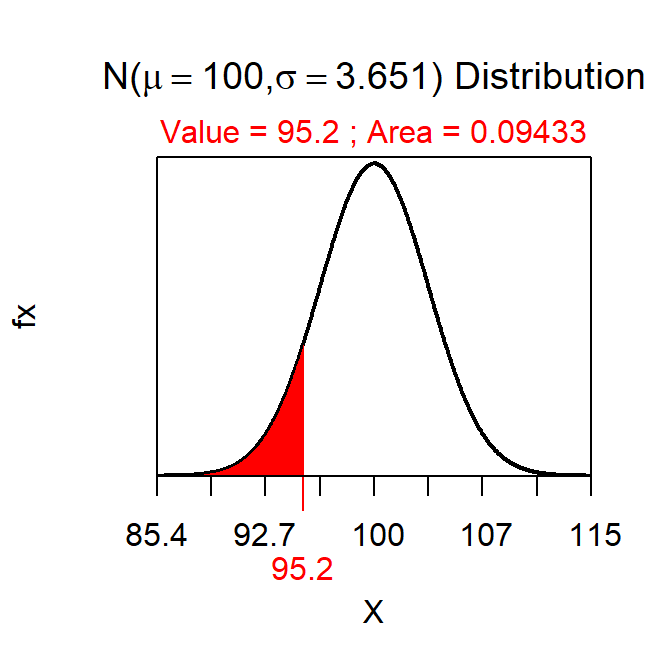 N(μ = 100,σ = 3.651) Distribution
Value = 95.2 ; Area = 0.09433
fx
85.4 92.7 100 107 115
95.2
X